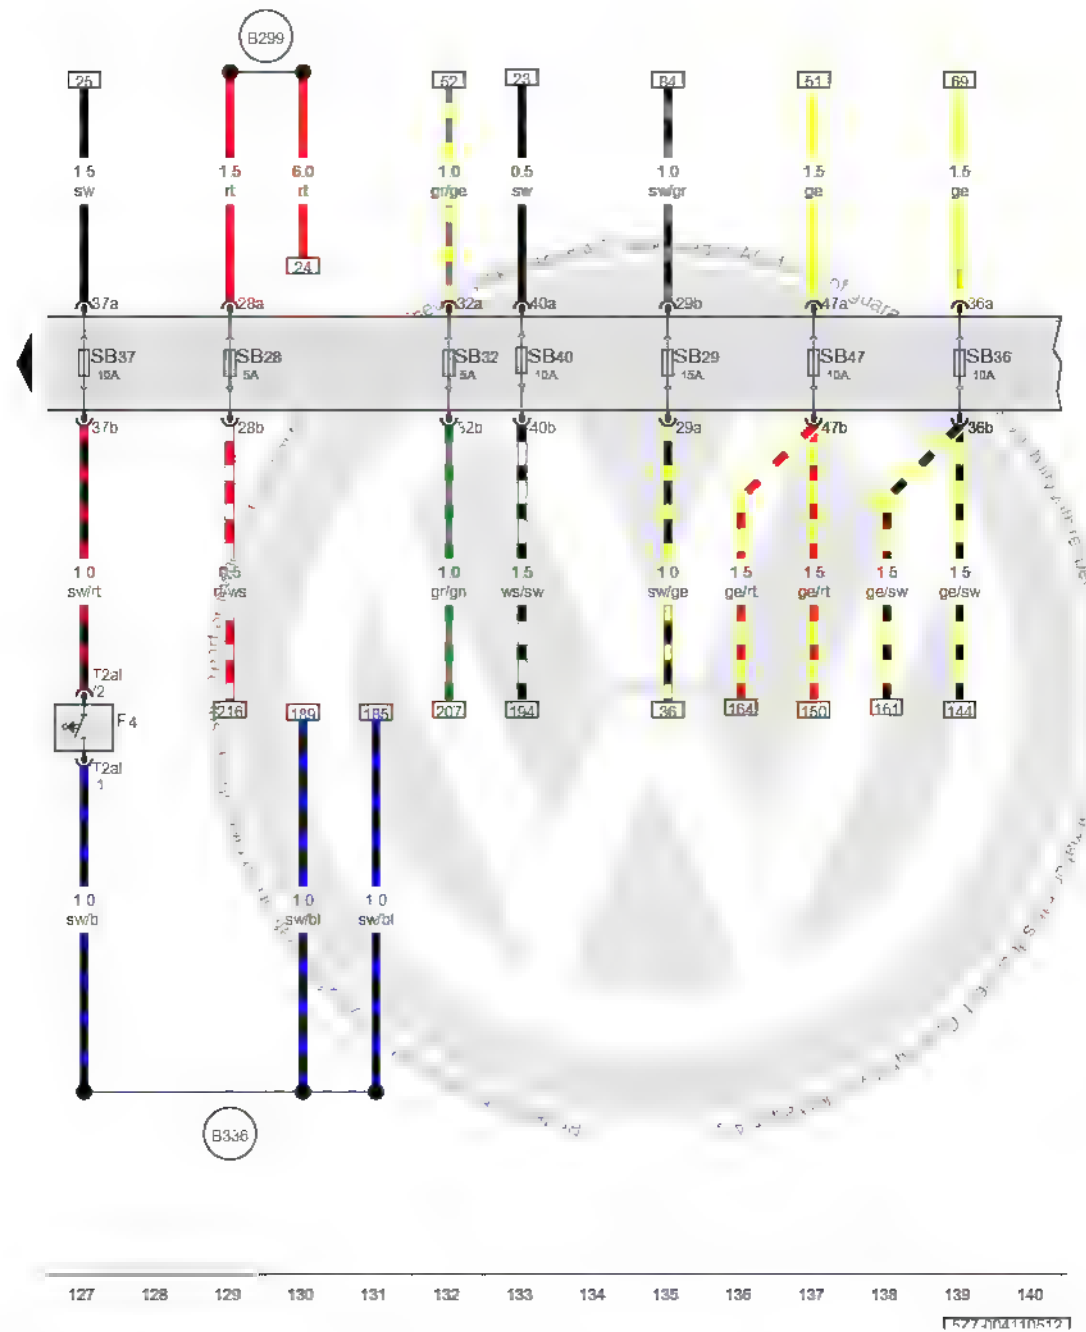 B299
25 52 23 84 51 69
1.5 1.5 6.0 1.0 0.5 1.0 1.5 1.5
sw rt rt gr/ge sw sw/gr ge ge
24
37a 28a 32a 40a 29b 47a 36a
SB37 SB28 SB32 SB40 SB29 SB47 SB36
10A 5A 5A 10A 15A 10A 10A
37b 28b 32b 40b 29a 47b 36b
1.0 0.5 1.0 1.5 1.0 1.5 1.5 1.5 1.5
sw/rt rt/ws gr/gn ws/sw sw/ge ge/rt ge/rt ge/sw ge/sw
T2al
/2
216 189 185 207 194 36 164 150 161 144
F4
T2al
1
1.0 1.0 1.0
sw/bl sw/bl sw/bl
B336
127 128 129 130 131 132 133 134 135 136 137 138 139 140
5Z7-004110512